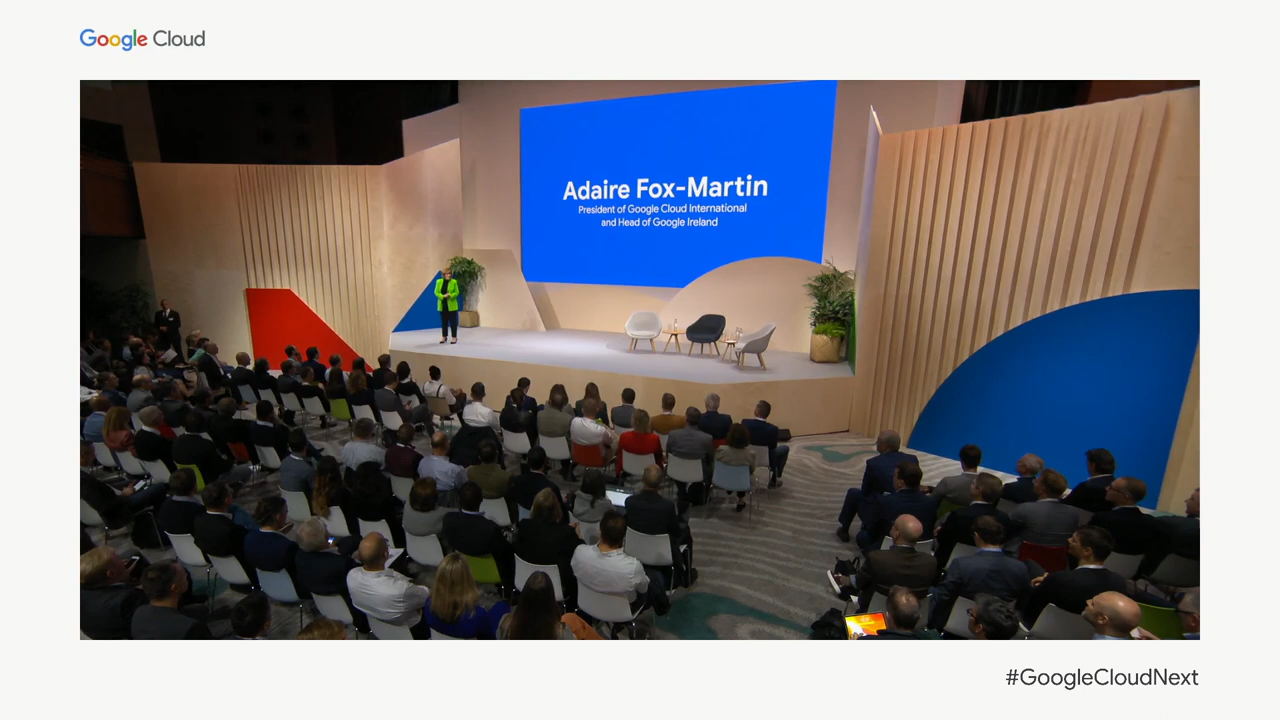 Google Cloud
Adaire Fox-Martin
President of Google Cloud International
and Head of Google Ireland
#GoogleCloudNext